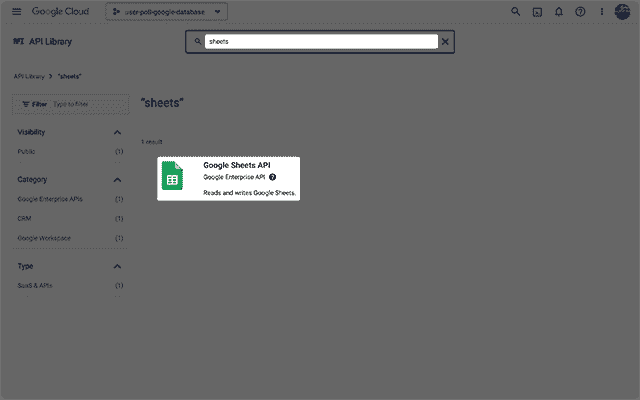 Google Cloud
user-poll-google-database
API API Library
sheets
API Library > "sheets"
Filter Type to filter
"sheets"
1 result
Visibility
Public (1)
Google Sheets API
Google Enterprise API
Reads and writes Google Sheets.
Category
Google Enterprise APIs (1)
CRM (1)
Google Workspace (1)
Type
SaaS & APIs (1)